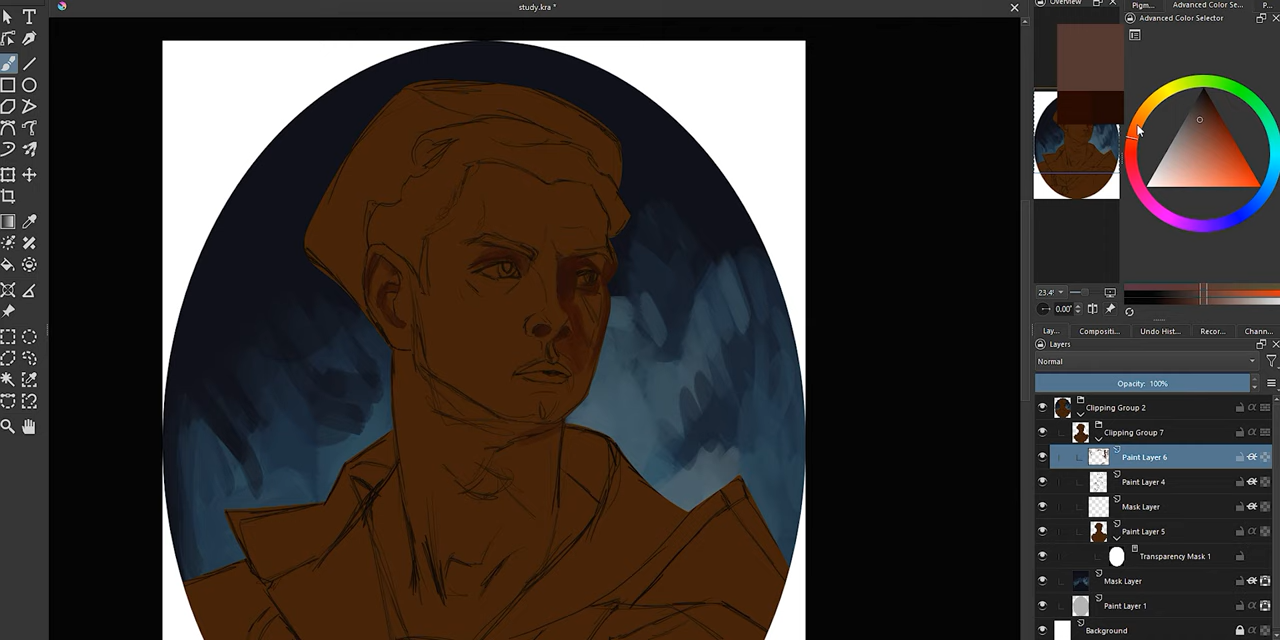 study.kra *
Overview
Pigm...
Advanced Color Se...
P...
Advanced Color Selector
23.4
0.00°
Lay...
Compositi...
Undo Hist...
Recor...
Chann...
Layers
Normal
Opacity: 100%
Clipping Group 2
Clipping Group 7
Paint Layer 6
Paint Layer 4
Mask Layer
Paint Layer 5
Transparency Mask 1
Mask Layer
Paint Layer 1
Background